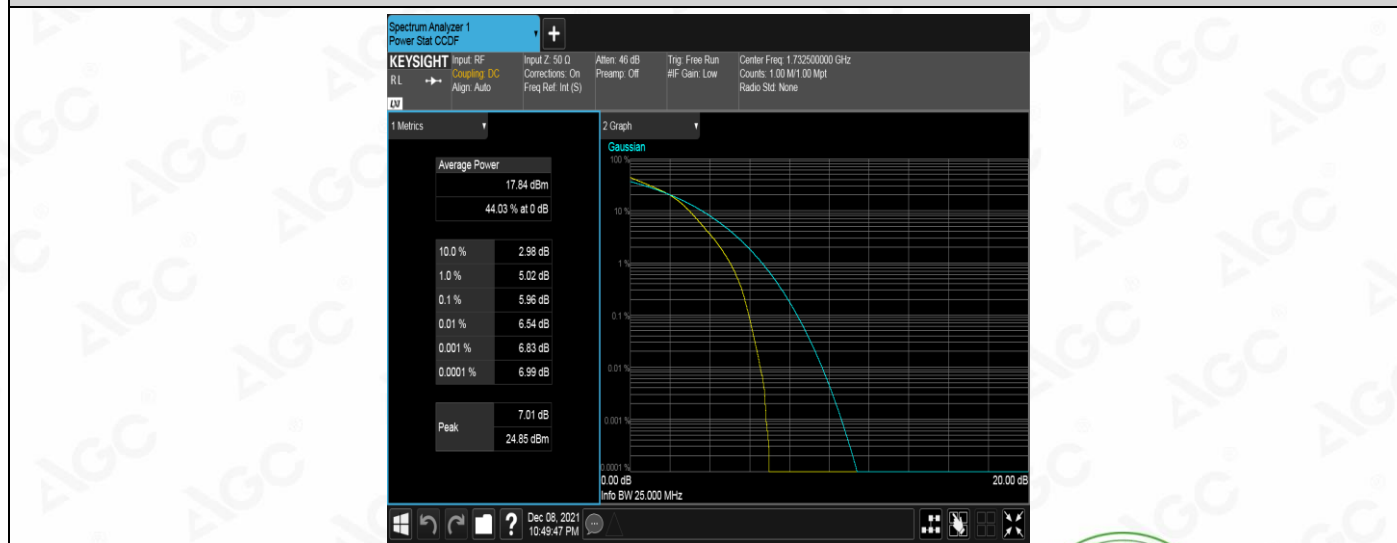 Spectrum Analyzer 1
Power Stat CCDF
KEYSIGHT
RL
LXI
Input: RF
Coupling: DC
Align: Auto
Input Z: 50 Ω
Corrections: On
Freq Ref: Int (S)
Atten: 46 dB
Preamp: Off
Trig: Free Run
#IF Gain: Low
Center Freq: 1.732500000 GHz
Counts: 1.00 M/1.00 Mpt
Radio Std: None
1 Metrics
Average Power
17.84 dBm
44.03 % at 0 dB
10.0 % 2.98 dB
1.0 % 5.02 dB
0.1 % 5.96 dB
0.01 % 6.54 dB
0.001 % 6.83 dB
0.0001 % 6.99 dB
Peak
7.01 dB
24.85 dBm
2 Graph
Gaussian
100 %
10 %
1 %
0.1 %
0.01 %
0.001 %
0.0001 %
0.00 dB
20.00 dB
Info BW 25.000 MHz
?
Dec 08, 2021
10:49:47 PM
AGC